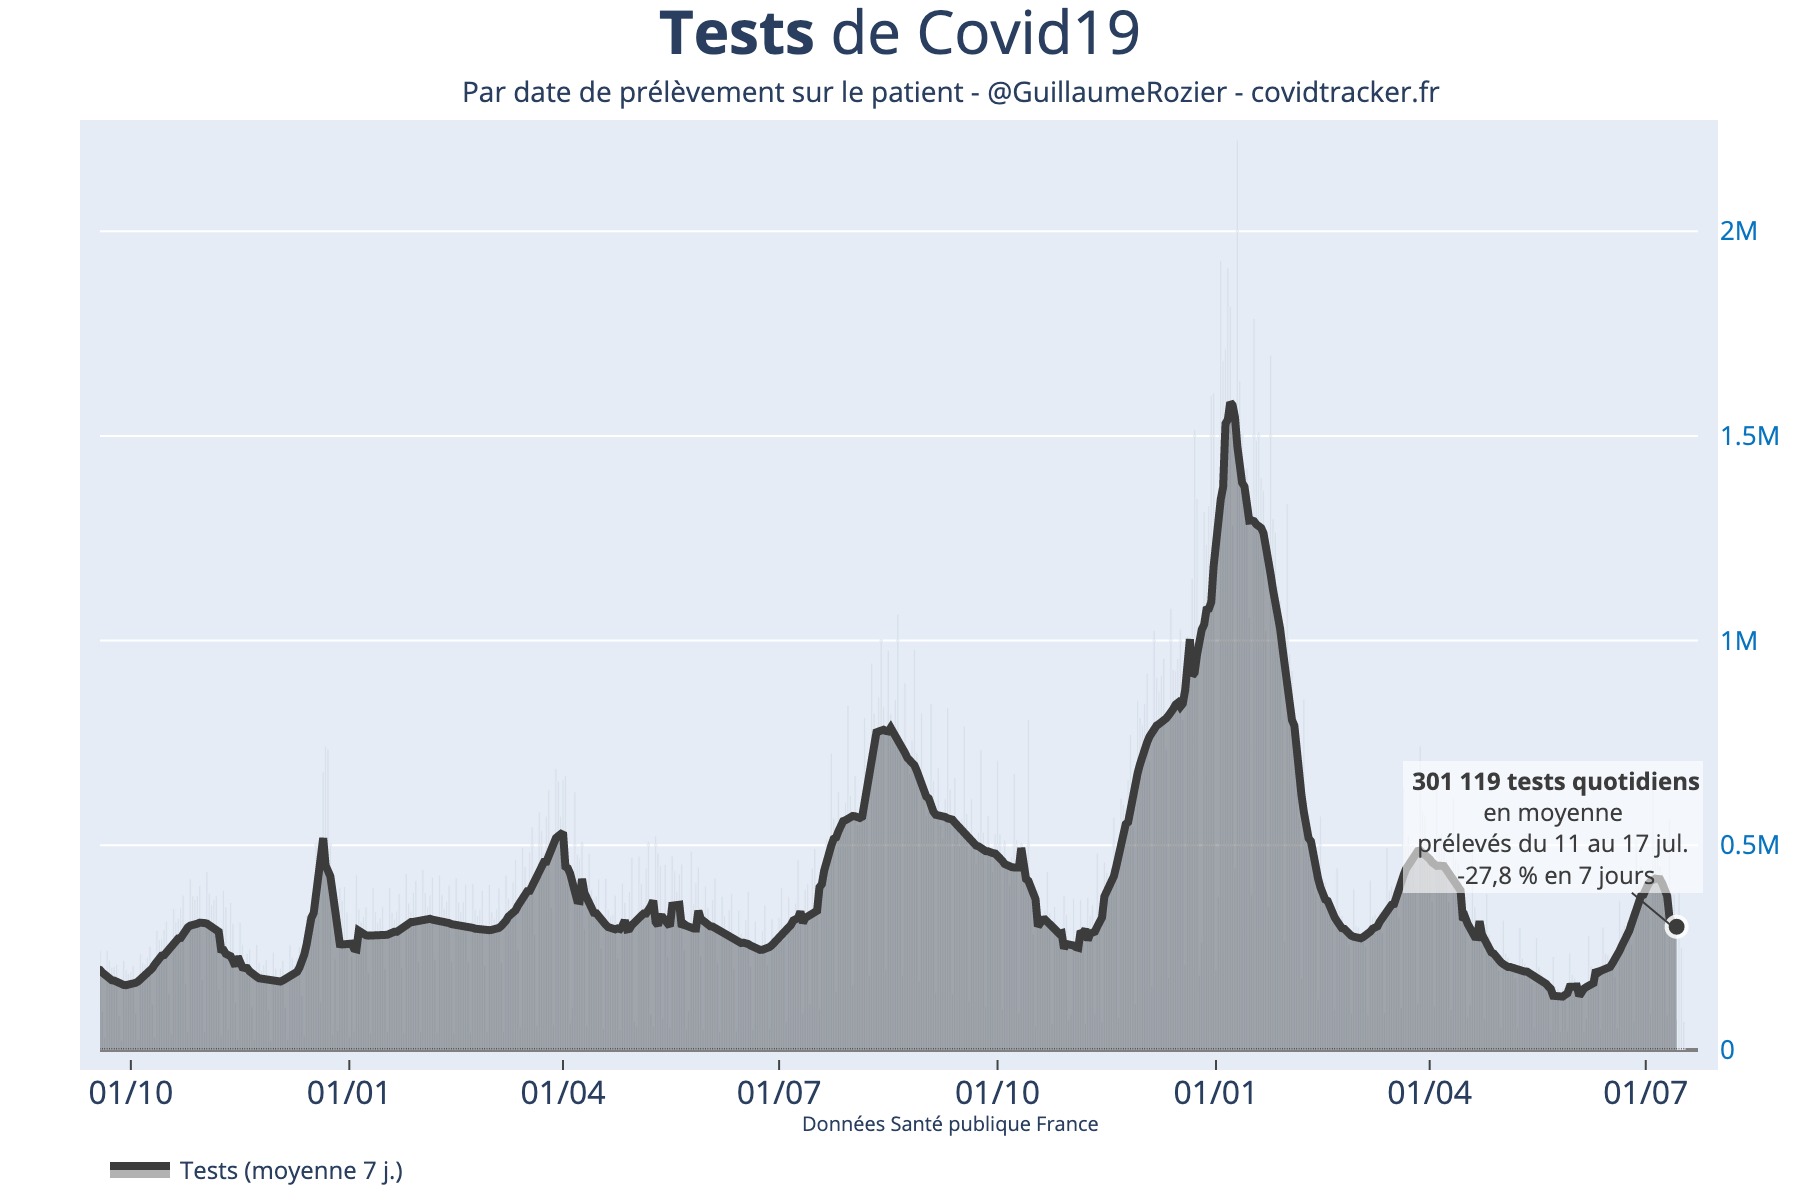 Tests de Covid19
Par date de prélèvement sur le patient - @GuillaumeRozier - covidtracker.fr
2M
1.5M
1M
301 119 tests quotidiens
en moyenne
prélevés du 11 au 17 jul.
-27,8 % en 7 jours
0.5M
0
01/10
01/01
01/04
01/07
01/10
01/01
01/04
01/07
Données Santé publique France
Tests (moyenne 7 j.)